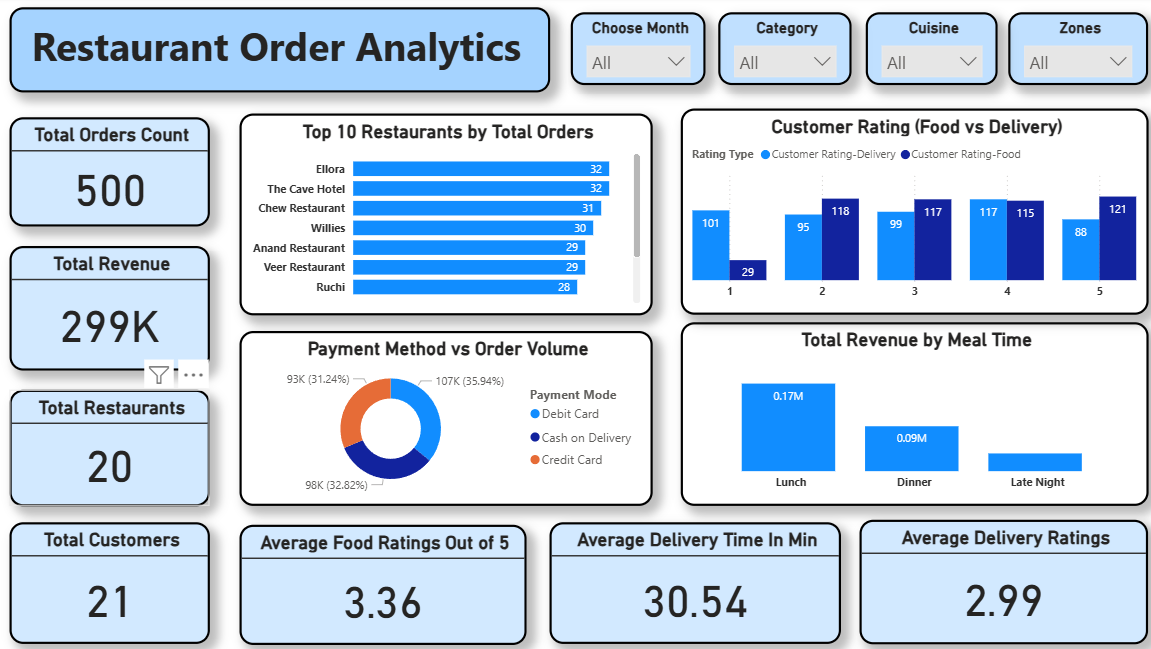 Restaurant Order Analytics
Choose Month
All
Category
All
Cuisine
All
Zones
All
Total Orders Count
500
Total Revenue
299K
Total Restaurants
20
Total Customers
21
Top 10 Restaurants by Total Orders
Ellora 32
The Cave Hotel 32
Chew Restaurant 31
Willies 30
Anand Restaurant 29
Veer Restaurant 29
Ruchi 28
Customer Rating (Food vs Delivery)
Rating Type Customer Rating-Delivery Customer Rating-Food
101 29 95 118 99 117 117 115 88 121
1 2 3 4 5
Payment Method vs Order Volume
93K (31.24%) 107K (35.94%)
98K (32.82%)
Payment Mode
Debit Card
Cash on Delivery
Credit Card
Total Revenue by Meal Time
0.17M 0.09M
Lunch Dinner Late Night
Average Food Ratings Out of 5
3.36
Average Delivery Time In Min
30.54
Average Delivery Ratings
2.99